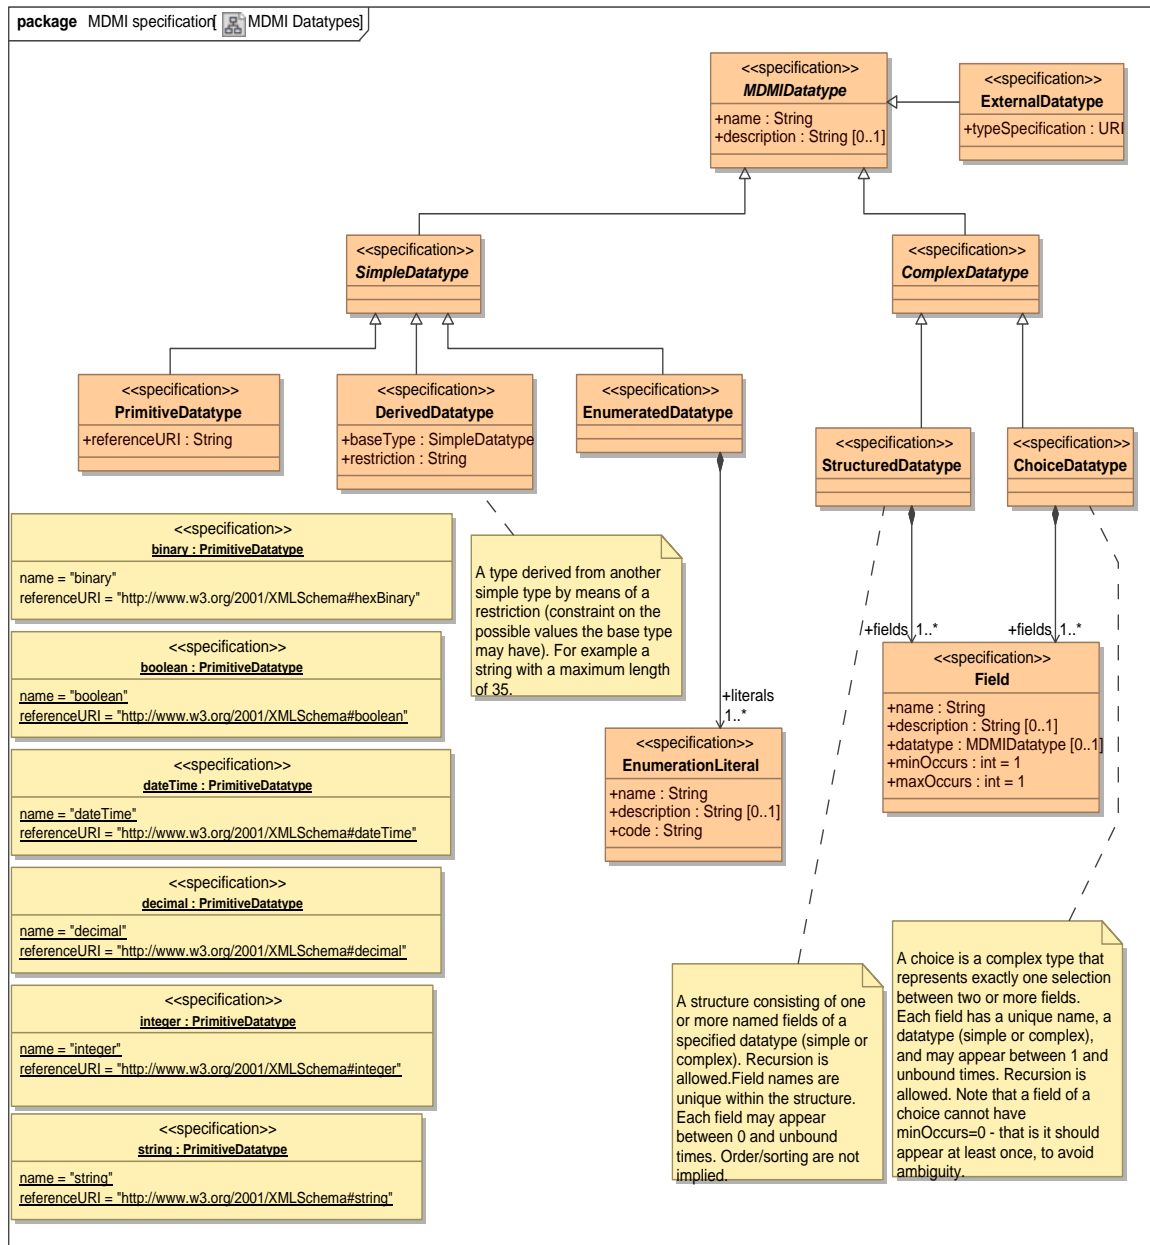 package MDMI specification[ MDMI Datatypes]
<<specification>>
MDMIDatatype
+name : String
+description : String [0..1]
<<specification>>
ExternalDatatype
+typeSpecification : URI
<<specification>>
SimpleDatatype
<<specification>>
ComplexDatatype
<<specification>>
PrimitiveDatatype
+referenceURI : String
<<specification>>
DerivedDatatype
+baseType : SimpleDatatype
+restriction : String
<<specification>>
EnumeratedDatatype
<<specification>>
StructuredDatatype
<<specification>>
ChoiceDatatype
<<specification>>
binary : PrimitiveDatatype
name = "binary"
referenceURI = "http://www.w3.org/2001/XMLSchema#hexBinary"
<<specification>>
boolean : PrimitiveDatatype
name = "boolean"
referenceURI = "http://www.w3.org/2001/XMLSchema#boolean"
<<specification>>
dateTime : PrimitiveDatatype
name = "dateTime"
referenceURI = "http://www.w3.org/2001/XMLSchema#dateTime"
<<specification>>
decimal : PrimitiveDatatype
name = "decimal"
referenceURI = "http://www.w3.org/2001/XMLSchema#decimal"
<<specification>>
integer : PrimitiveDatatype
name = "integer"
referenceURI = "http://www.w3.org/2001/XMLSchema#integer"
<<specification>>
string : PrimitiveDatatype
name = "string"
referenceURI = "http://www.w3.org/2001/XMLSchema#string"
A type derived from another
simple type by means of a
restriction (constraint on the
possible values the base type
may have). For example a
string with a maximum length
of 35.
+literals
1..*
<<specification>>
EnumerationLiteral
+name : String
+description : String [0..1]
+code : String
+fields 1..*
+fields 1..*
<<specification>>
Field
+name : String
+description : String [0..1]
+datatype : MDMIDatatype [0..1]
+minOccurs : int = 1
+maxOccurs : int = 1
A structure consisting of one
or more named fields of a
specified datatype (simple or
complex). Recursion is
allowed.Field names are
unique within the structure.
Each field may appear
between 0 and unbound
times. Order/sorting are not
implied.
A choice is a complex type that
represents exactly one selection
between two or more fields.
Each field has a unique name, a
datatype (simple or complex),
and may appear between 1 and
unbound times. Recursion is
allowed. Note that a field of a
choice cannot have
minOccurs=0 - that is it should
appear at least once, to avoid
ambiguity.